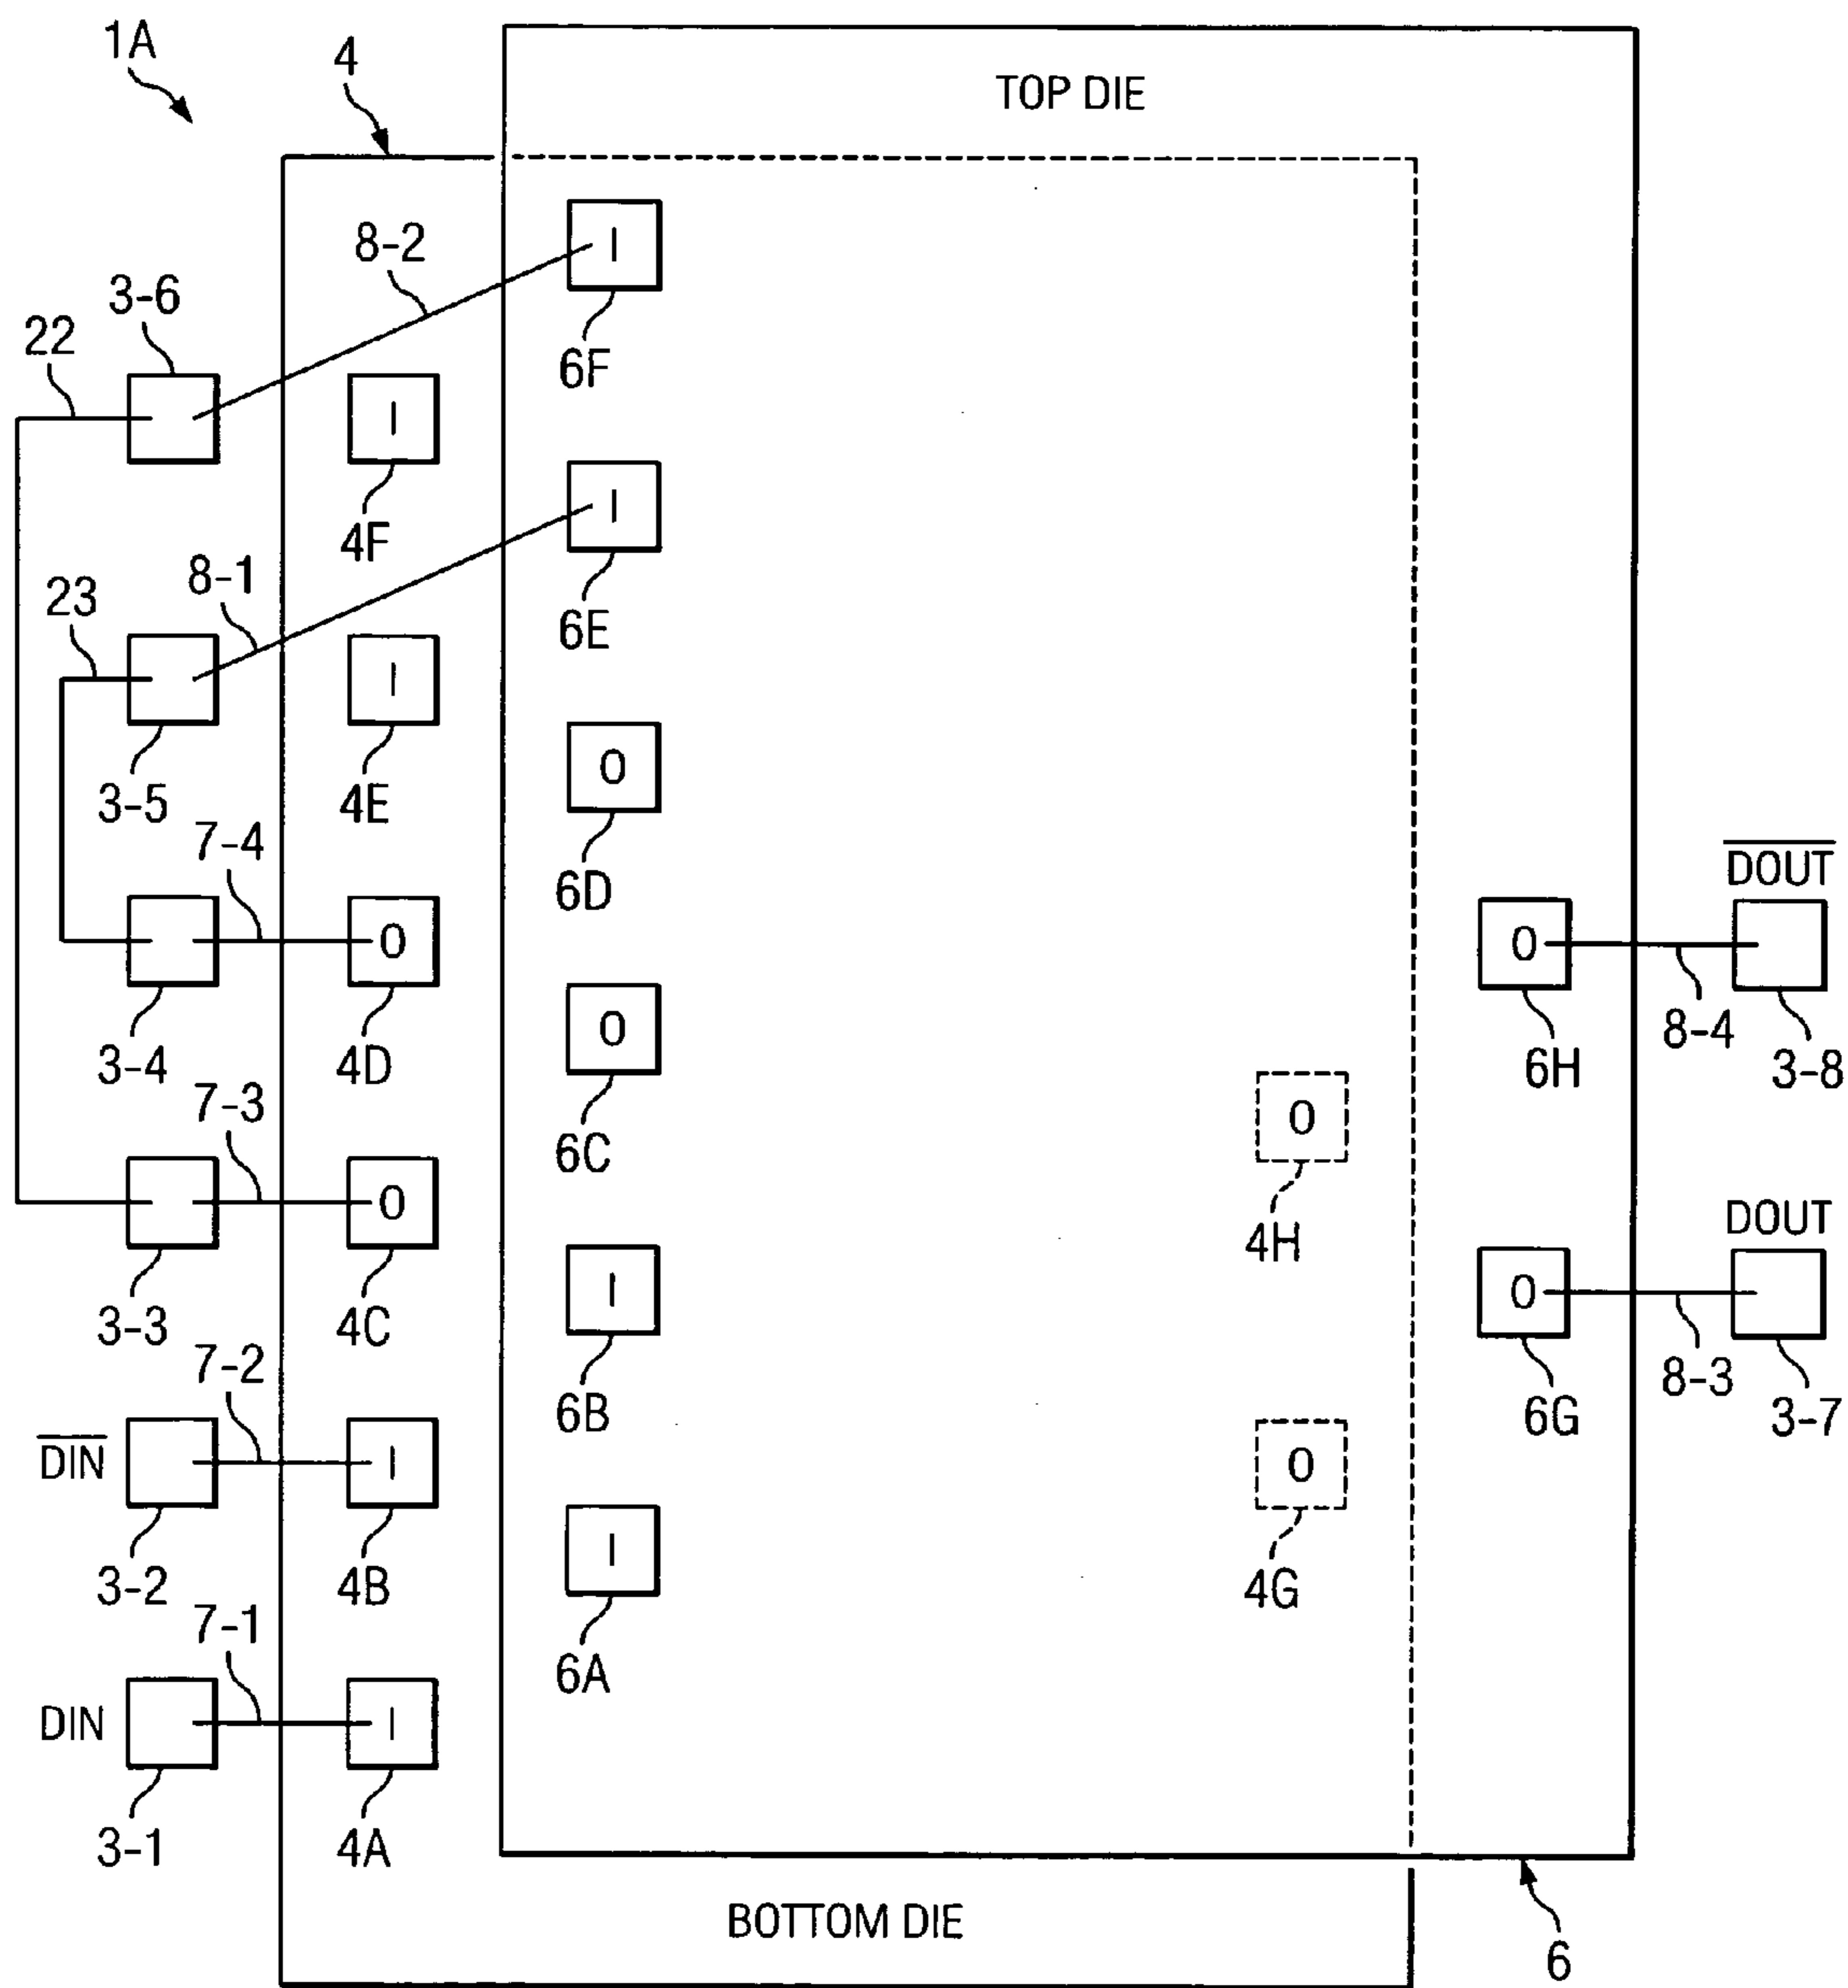 1A
4
TOP DIE
8-2
I
3-6
22
6F
I
4F
I
8-1
23
6E
I
3-5
4E
O
7-4
6D
DOUT
O
O
3-4
4D
O
8-4
6H
3-8
7-3
6C
O
4H
DOUT
O
3-3
4C
I
O
7-2
6B
8-3
6G
3-7
DIN
I
O
3-2
4B
I
4G
7-1
6A
DIN
I
3-1
4A
BOTTOM DIE
6